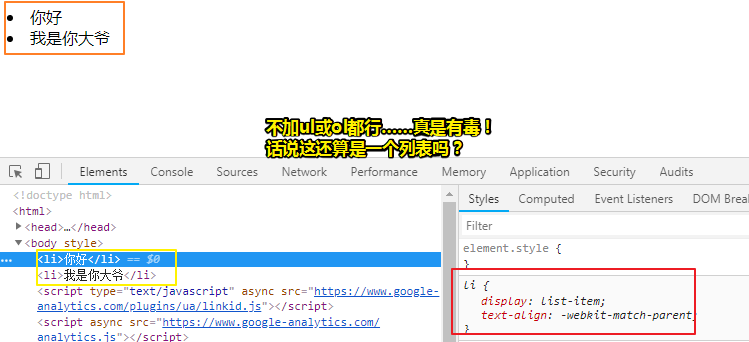 你好
我是你大爷
不加ul或ol都行......真是有毒！
话说这还算是一个列表吗？
Elements Console Sources Network Performance Memory Application Security Audits
<!doctype html>
<html>
<head>…</head>
<body style>
<li>你好</li> == $0
<li>我是你大爷</li>
<script type="text/javascript" async src="https://www.google-
analytics.com/plugins/ua/linkid.js"></script>
<script async src="https://www.google-analytics.com/
analytics.js"></script>
Styles Computed Event Listeners DOM Brea
Filter
element.style {
}
li {
display: list-item;
text-align: -webkit-match-parent;
}